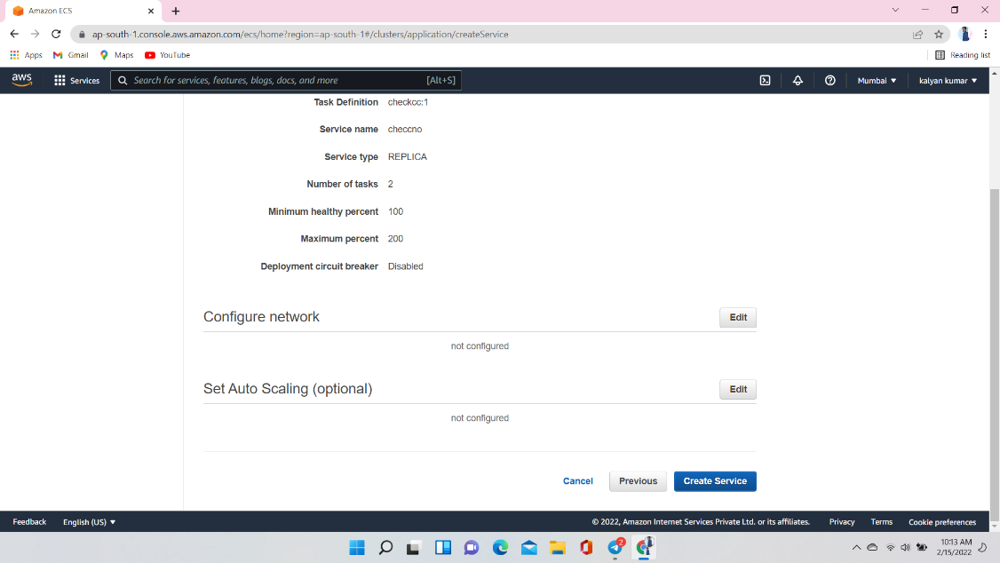 Amazon ECS
ap-south-1.console.aws.amazon.com/ecs/home?region=ap-south-1#/clusters/application/createService
Apps Gmail Maps YouTube Reading list
aws Services Search for services, features, blogs, docs, and more [Alt+S] Mumbai ▼ kalyan kumar ▼
Task Definition checkcc:1
Service name checcno
Service type REPLICA
Number of tasks 2
Minimum healthy percent 100
Maximum percent 200
Deployment circuit breaker Disabled
Configure network Edit
not configured
Set Auto Scaling (optional) Edit
not configured
Cancel Previous Create Service
Feedback English (US) ▼ © 2022, Amazon Internet Services Private Ltd. or its affiliates. Privacy Terms Cookie preferences
2
10:13 AM
2/15/2022